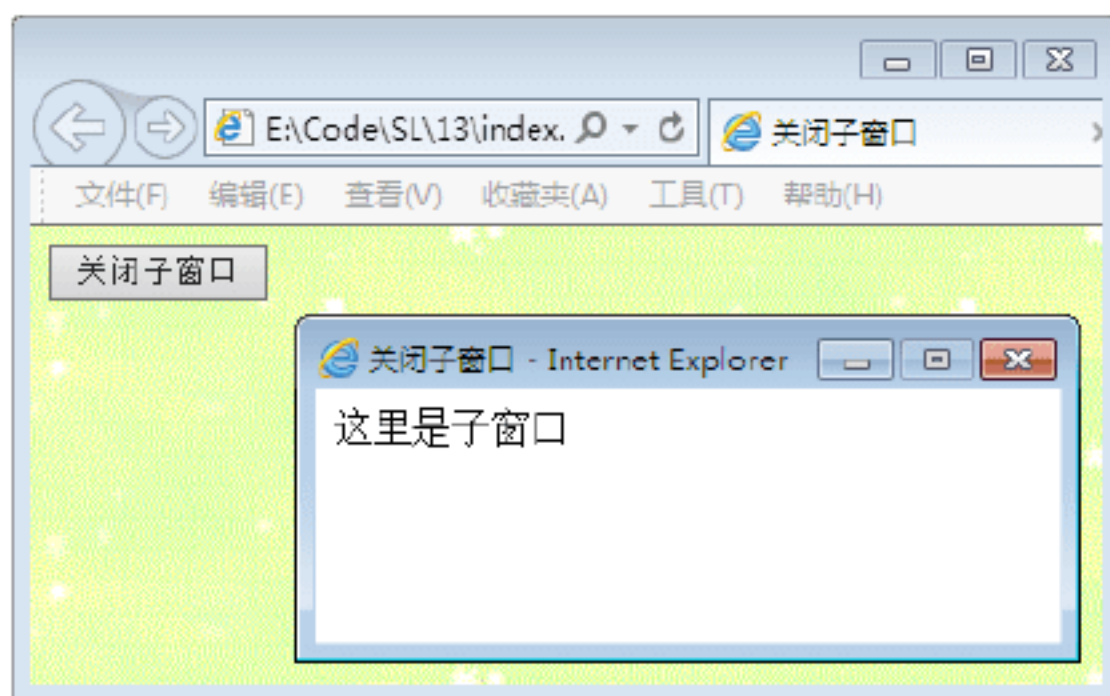 E:\Code\SL\13\index. 关闭子窗口
文件(F) 编辑(E) 查看(V) 收藏夹(A) 工具(T) 帮助(H)
关闭子窗口
关闭子窗口 - Internet Explorer
这里是子窗口